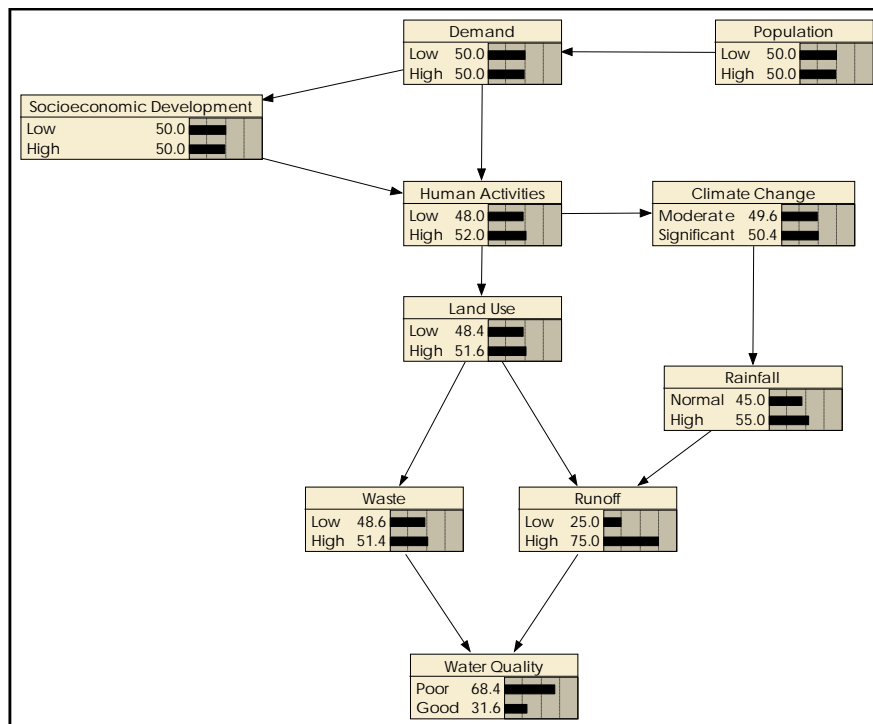 Demand
Low 50.0
High 50.0
Population
Low 50.0
High 50.0
Socioeconomic Development
Low 50.0
High 50.0
Human Activities
Low 48.0
High 52.0
Climate Change
Moderate 49.6
Significant 50.4
Land Use
Low 48.4
High 51.6
Rainfall
Normal 45.0
High 55.0
Waste
Low 48.6
High 51.4
Runoff
Low 25.0
High 75.0
Water Quality
Poor 68.4
Good 31.6